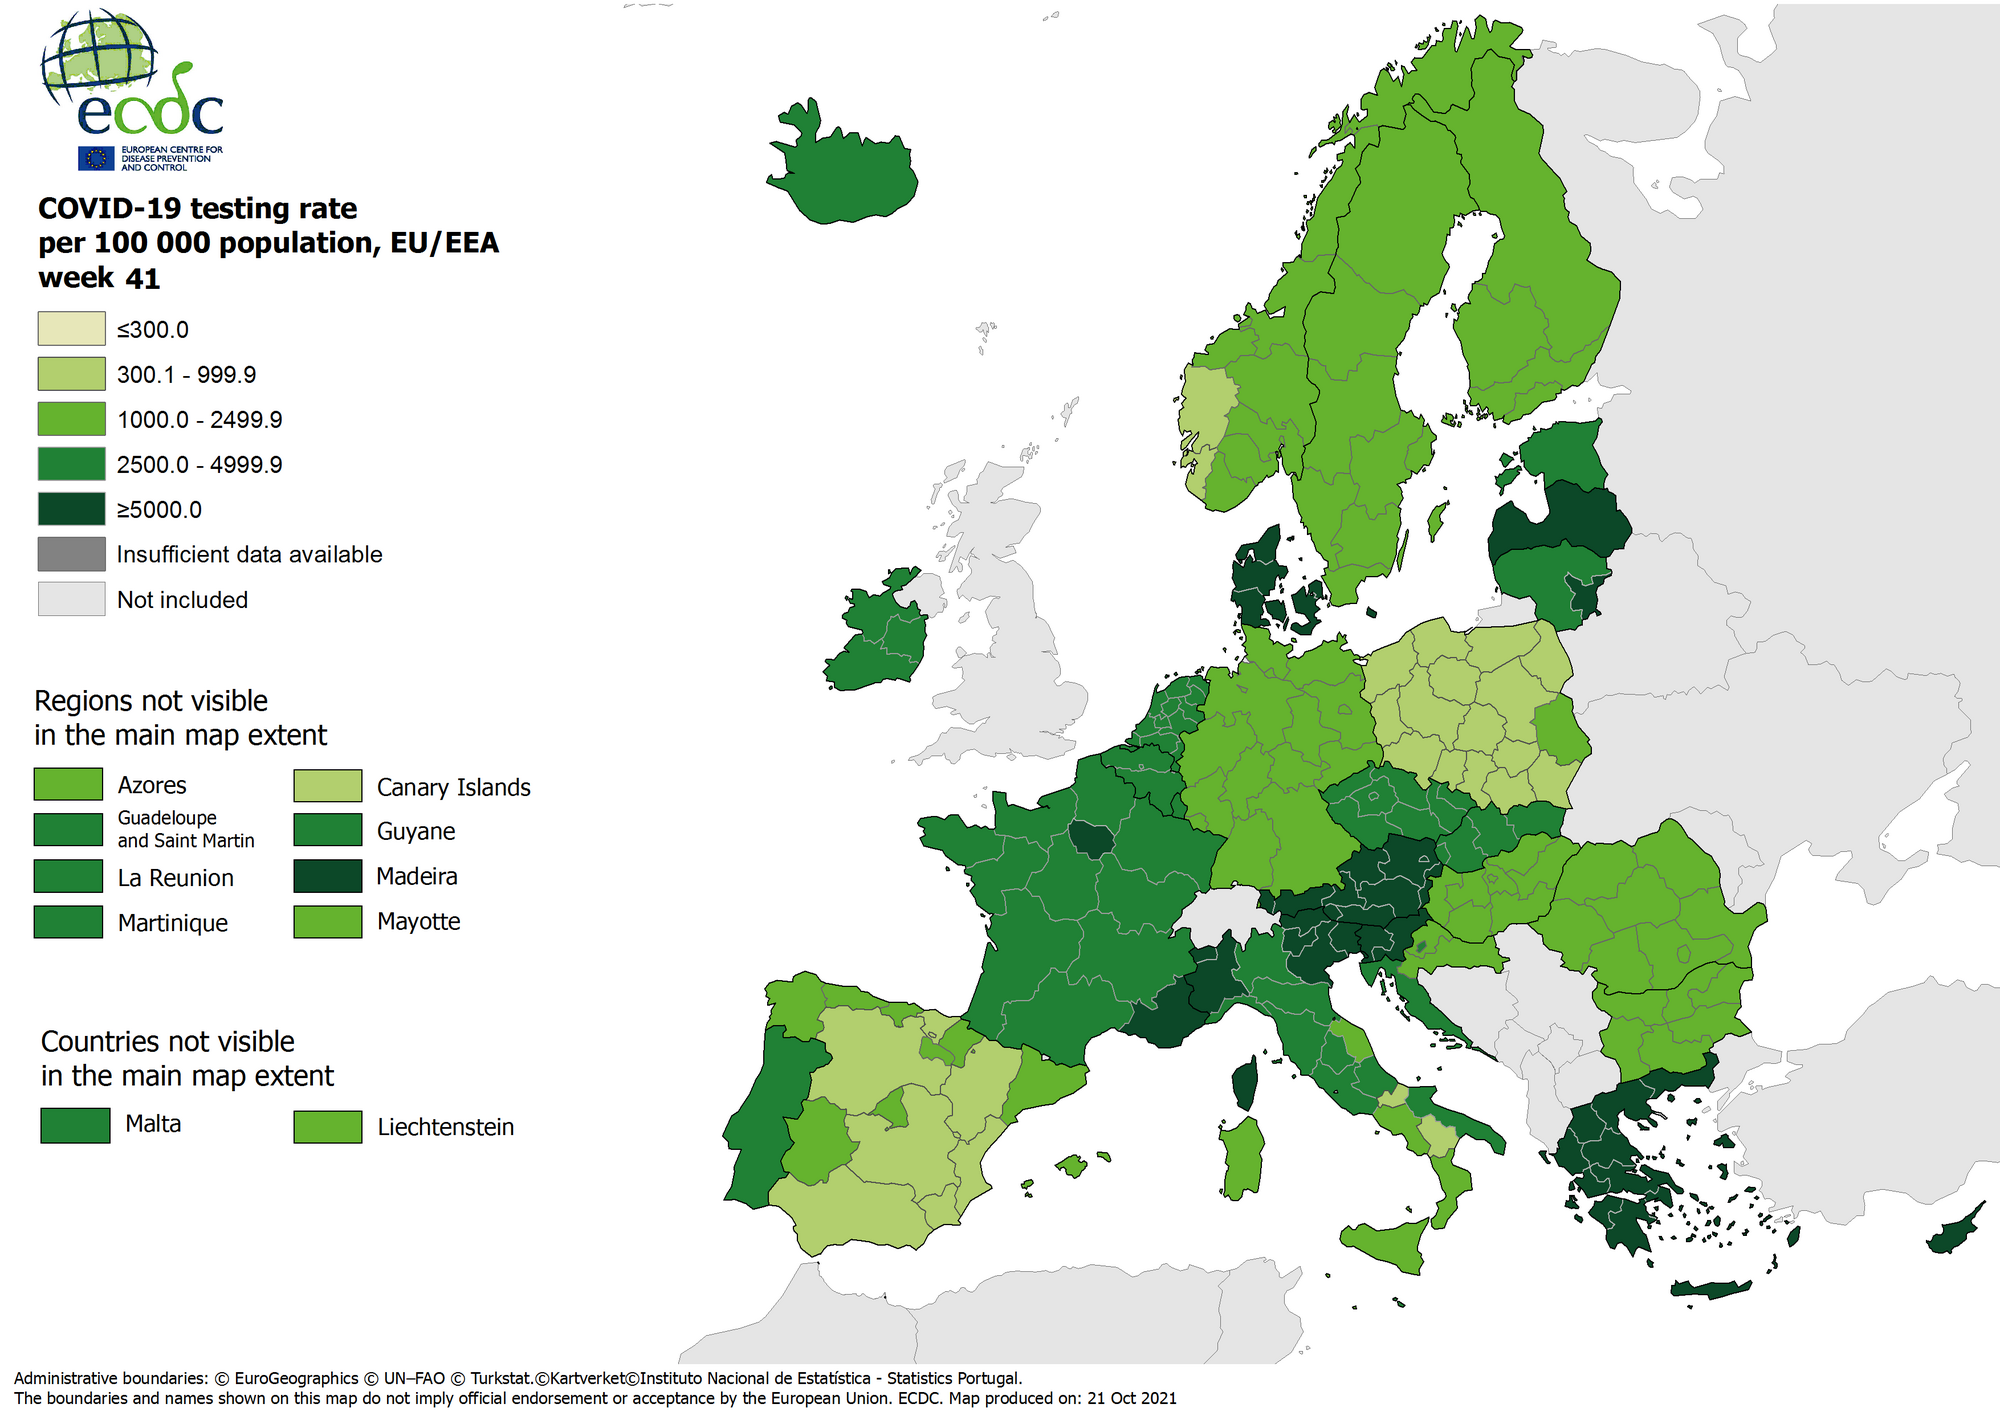 ecdc
EUROPEAN CENTRE FOR
DISEASE PREVENTION
AND CONTROL
COVID-19 testing rate
per 100 000 population, EU/EEA
week 41
≤300.0
300.1 - 999.9
1000.0 - 2499.9
2500.0 - 4999.9
≥5000.0
Insufficient data available
Not included
Regions not visible
in the main map extent
Azores
Canary Islands
Guadeloupe
and Saint Martin
Guyane
La Reunion
Madeira
Martinique
Mayotte
Countries not visible
in the main map extent
Malta
Liechtenstein
Administrative boundaries: © EuroGeographics © UN–FAO © Turkstat.©Kartverket©Instituto Nacional de Estatística - Statistics Portugal.
The boundaries and names shown on this map do not imply official endorsement or acceptance by the European Union. ECDC. Map produced on: 21 Oct 2021